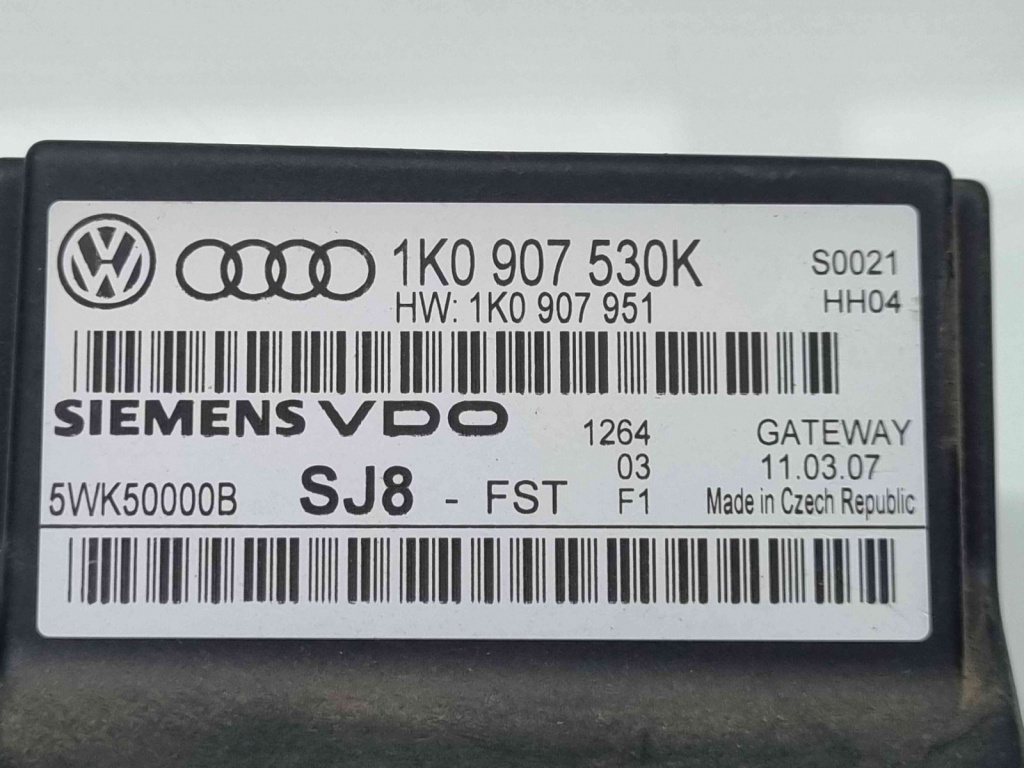 1K0 907 530K S0021
HW: 1K0 907 951 HH04
SIEMENS VDO 1264 GATEWAY
03 11.03.07
5WK50000B SJ8 - FST F1 Made in Czech Republic